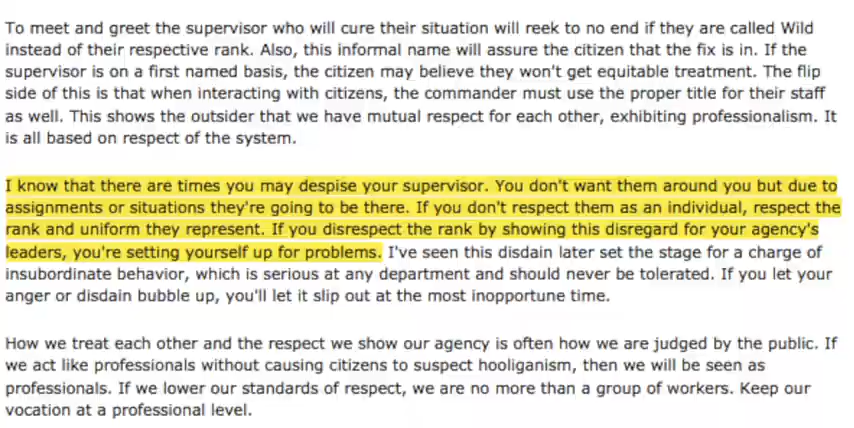 To meet and greet the supervisor who will cure their situation will reek to no end if they are called Wild
instead of their respective rank. Also, this informal name will assure the citizen that the fix is in. If the
supervisor is on a first named basis, the citizen may believe they won't get equitable treatment. The flip
side of this is that when interacting with citizens, the commander must use the proper title for their staff
as well. This shows the outsider that we have mutual respect for each other, exhibiting professionalism. It
is all based on respect of the system.
I know that there are times you may despise your supervisor. You don't want them around you but due to
assignments or situations they're going to be there. If you don't respect them as an individual, respect the
rank and uniform they represent. If you disrespect the rank by showing this disregard for your agency's
leaders, you're setting yourself up for problems. I've seen this disdain later set the stage for a charge of
insubordinate behavior, which is serious at any department and should never be tolerated. If you let your
anger or disdain bubble up, you'll let it slip out at the most inopportune time.
How we treat each other and the respect we show our agency is often how we are judged by the public. If
we act like professionals without causing citizens to suspect hooliganism, then we will be seen as
professionals. If we lower our standards of respect, we are no more than a group of workers. Keep our
vocation at a professional level.